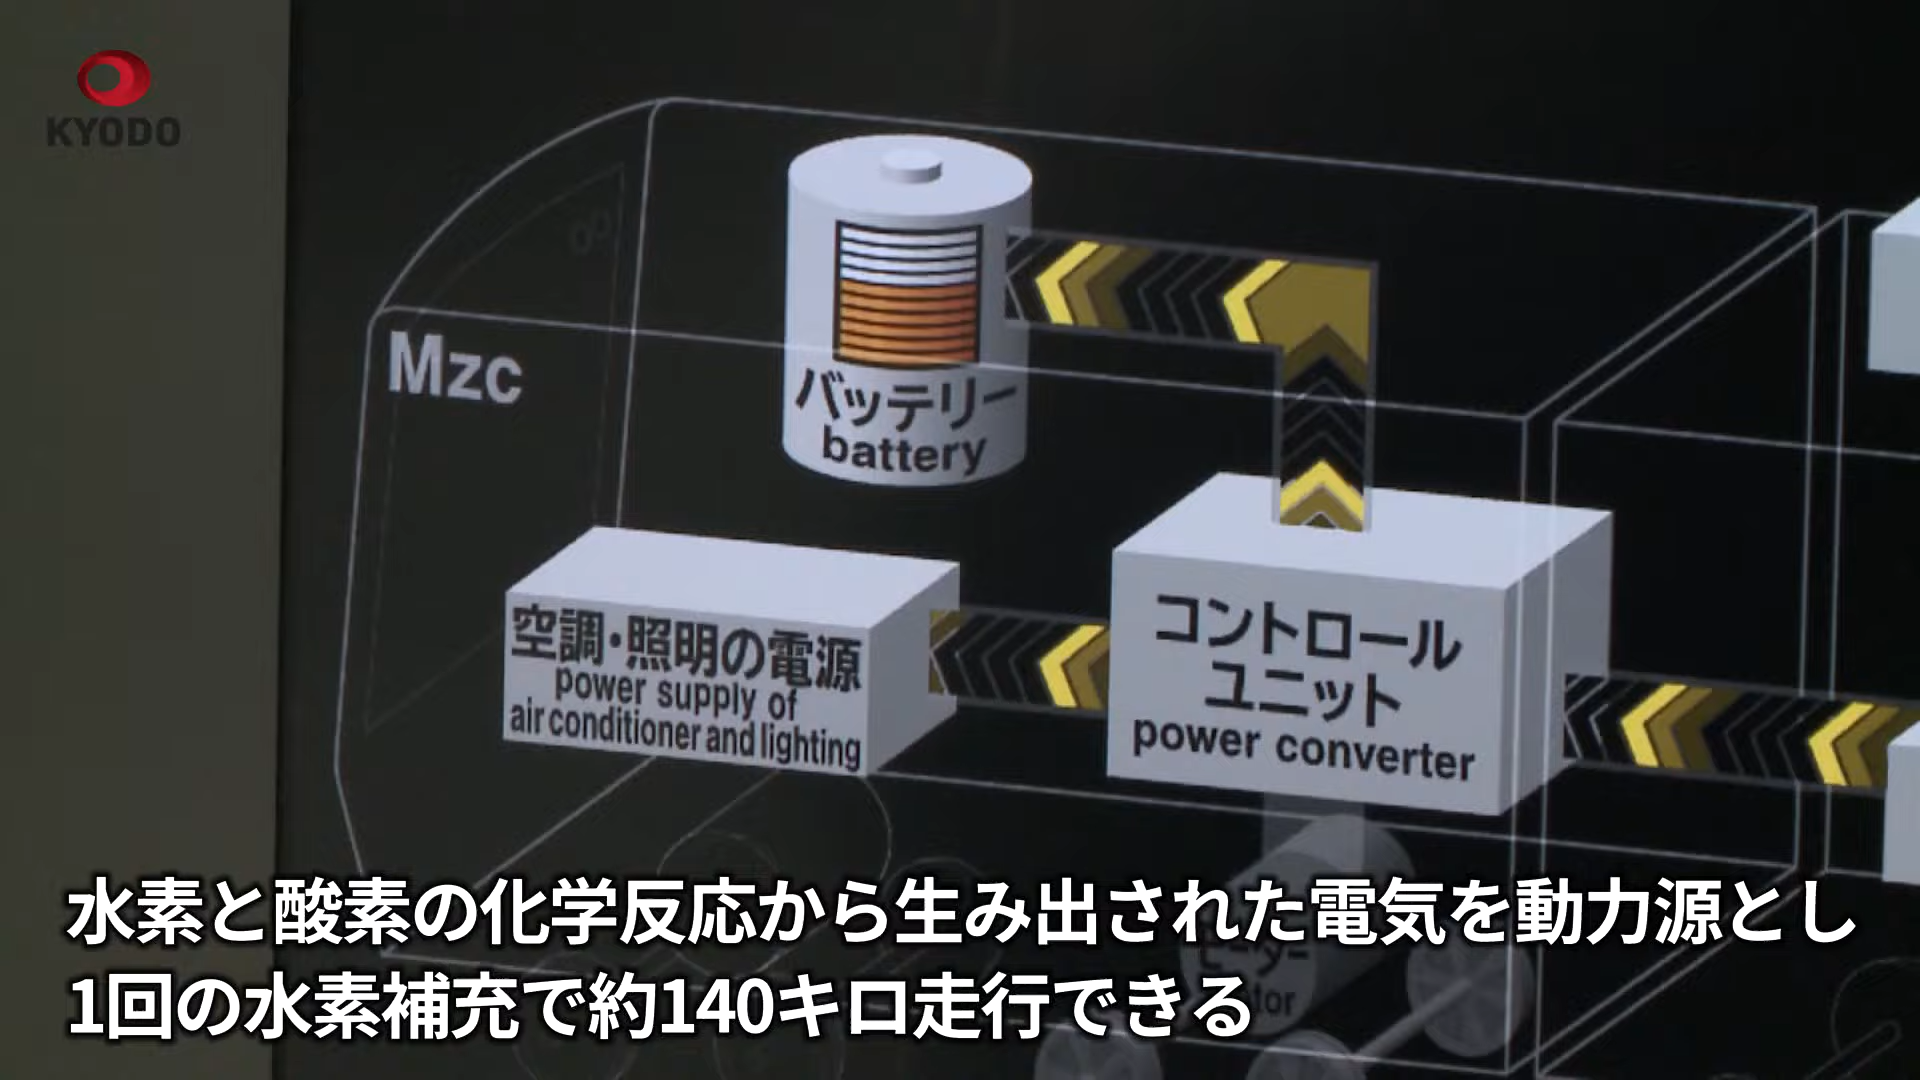 KYODO
Mzc
バッテリー
battery
空調・照明の電源
power supply of
air conditioner and lighting
コントロール
ユニット
power converter
水素と酸素の化学反応から生み出された電気を動力源とし
1回の水素補充で約140キロ走行できる